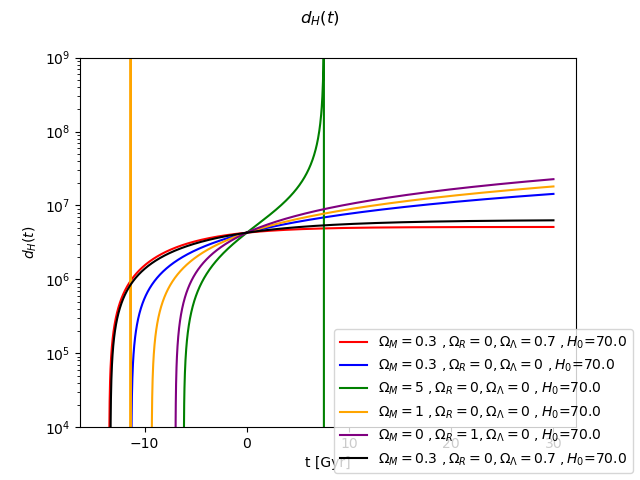 d_H(t)
10^9
10^8
10^7
10^6
10^5
10^4
d_H(t)
−10 0 10 20 30
t [Gyr]
Ω_M = 0.3 , Ω_R = 0, Ω_Λ = 0.7 , H_0=70.0
Ω_M = 0.3 , Ω_R = 0, Ω_Λ = 0 , H_0=70.0
Ω_M = 5 , Ω_R = 0, Ω_Λ = 0 , H_0=70.0
Ω_M = 1 , Ω_R = 0, Ω_Λ = 0 , H_0=70.0
Ω_M = 0 , Ω_R = 1, Ω_Λ = 0 , H_0=70.0
Ω_M = 0.3 , Ω_R = 0, Ω_Λ = 0.7 , H_0=70.0